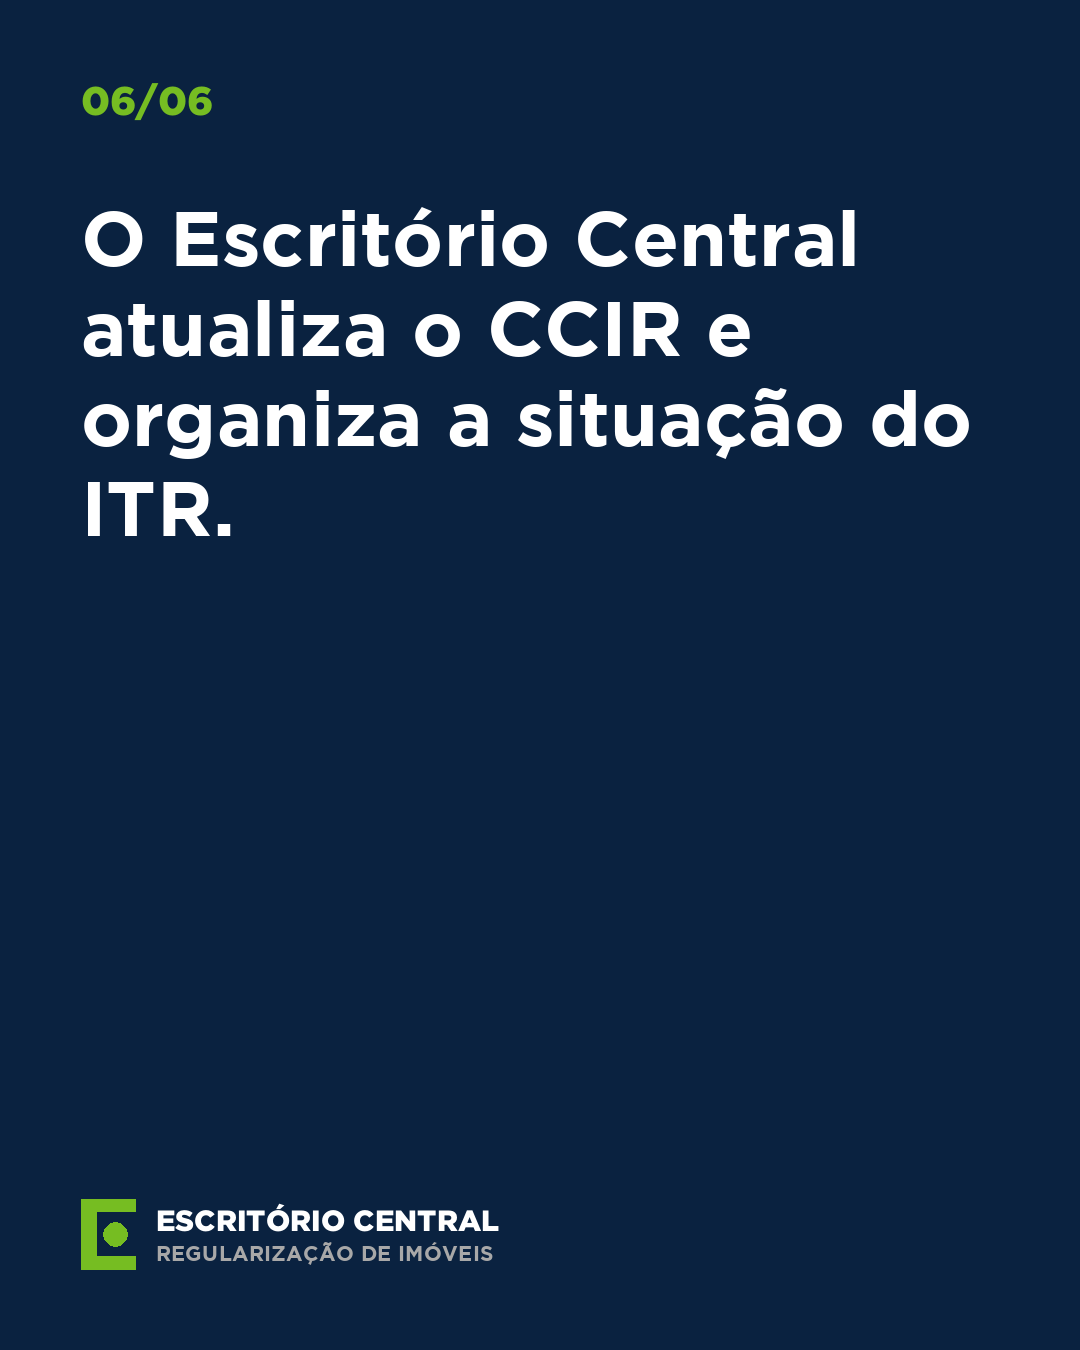 06/06
O Escritório Central
atualiza o CCIR e
organiza a situação do
ITR.
ESCRITÓRIO CENTRAL
REGULARIZAÇÃO DE IMÓVEIS